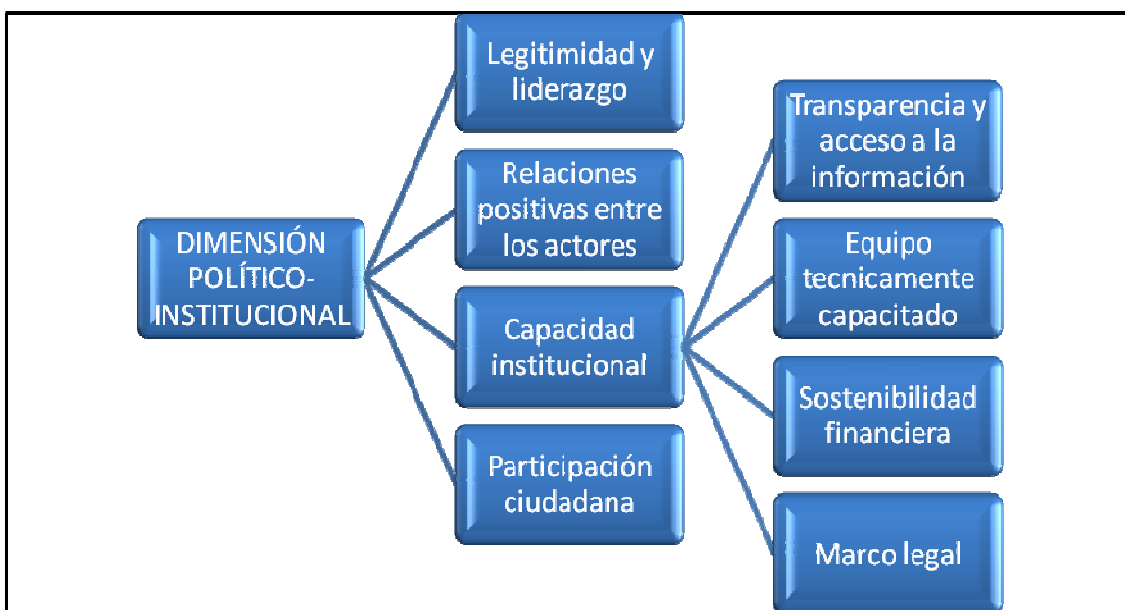 DIMENSIÓN
POLÍTICO-
INSTITUCIONAL
Legitimidad y
liderazgo
Relaciones
positivas entre
los actores
Capacidad
institucional
Participación
ciudadana
Transparencia y
acceso a la
información
Equipo
tecnicamente
capacitado
Sostenibilidad
financiera
Marco legal